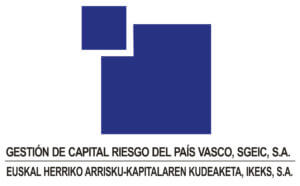 GESTIÓN DE CAPITAL RIESGO DEL PAÍS VASCO, SGEIC, S.A.
EUSKAL HERRIKO ARRISKU-KAPITALAREN KUDEAKETA, IKEKS, S.A.